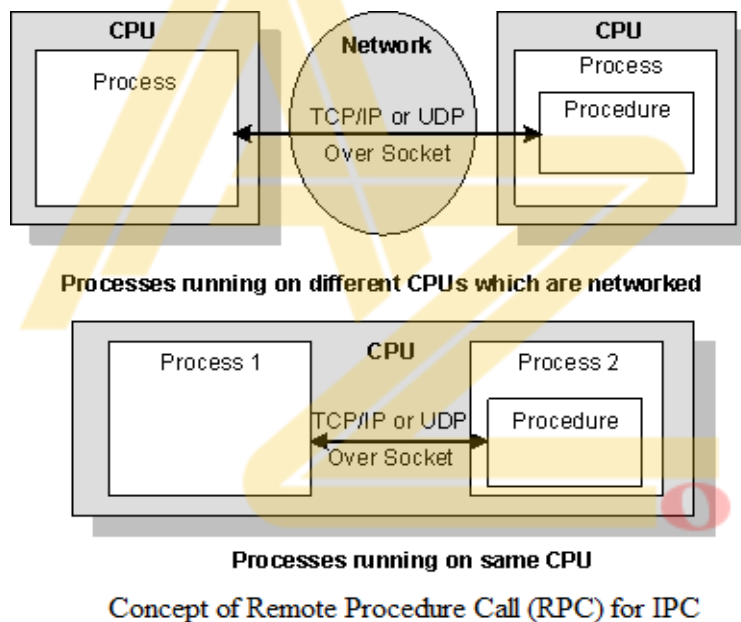 CPU
Process
Network
TCP/IP or UDP
Over Socket
CPU
Process
Procedure
Processes running on different CPUs which are networked
CPU
Process 1
TCP/IP or UDP
Over Socket
Process 2
Procedure
Processes running on same CPU
Concept of Remote Procedure Call (RPC) for IPC